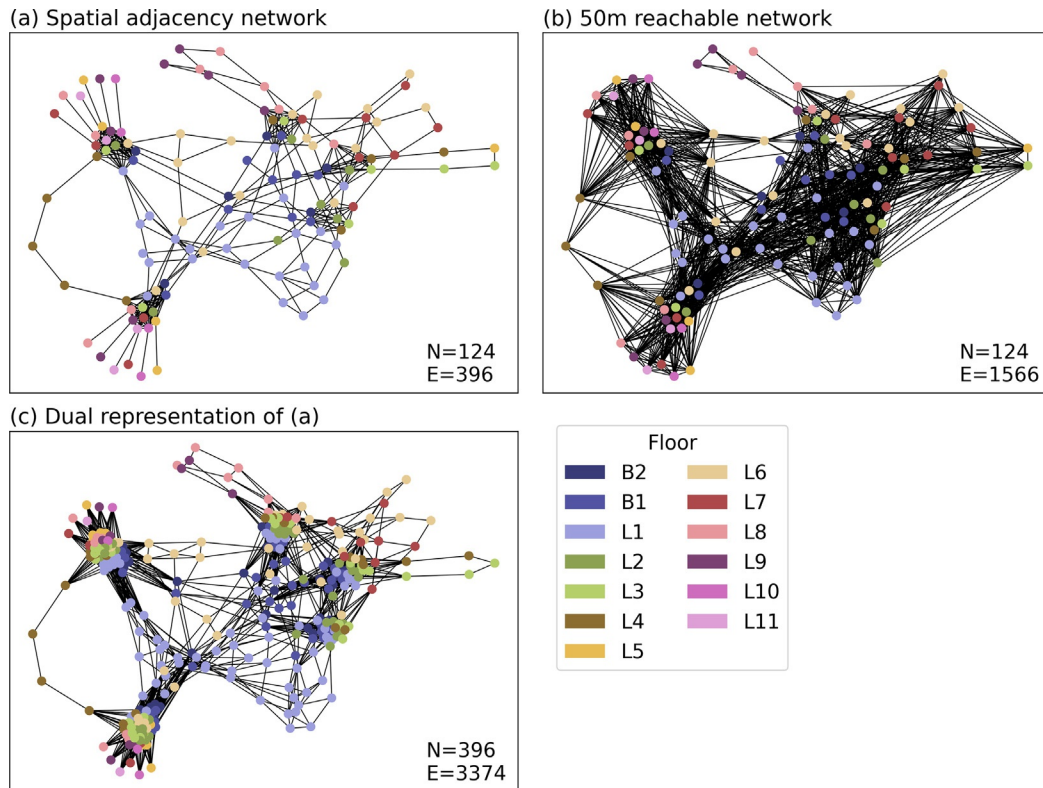 (a) Spatial adjacency network
N=124
E=396
(b) 50m reachable network
N=124
E=1566
(c) Dual representation of (a)
N=396
E=3374
Floor
B2
B1
L1
L2
L3
L4
L5
L6
L7
L8
L9
L10
L11